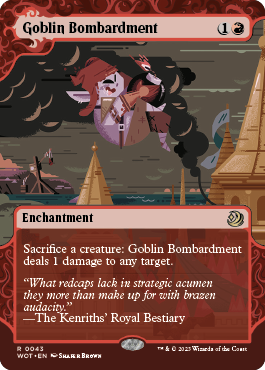 Goblin Bombardment 1
Enchantment
Sacrifice a creature: Goblin Bombardment
deals 1 damage to any target.
“What redcaps lack in strategic acumen
they more than make up for with brazen
audacity.”
—The Kenriths’ Royal Bestiary
R 0043
WOT • EN Shafer Brown
™ & © 2023 Wizards of the Coast